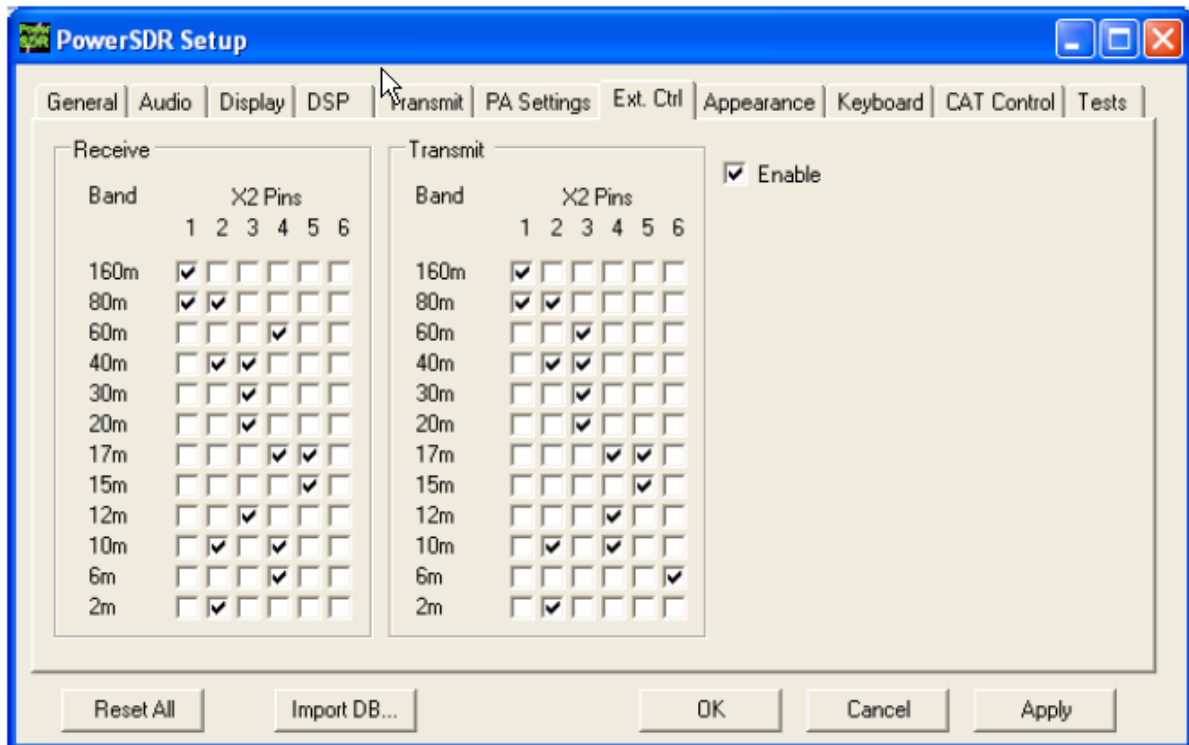 PowerSDR Setup
General Audio Display DSP Transmit PA Settings Ext. Ctrl Appearance Keyboard CAT Control Tests
Receive
Band X2 Pins
1 2 3 4 5 6
160m
80m
60m
40m
30m
20m
17m
15m
12m
10m
6m
2m
Transmit
Band X2 Pins
1 2 3 4 5 6
160m
80m
60m
40m
30m
20m
17m
15m
12m
10m
6m
2m
Enable
Reset All Import DB... OK Cancel Apply